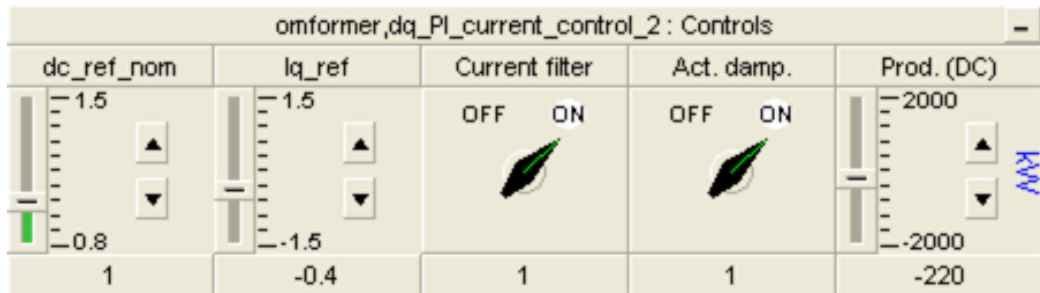 omformer,dq_PI_current_control_2 : Controls
dc_ref_nom Iq_ref Current filter Act. damp. Prod. (DC)
1.5 1.5 OFF ON OFF ON 2000
kW
0.8 -1.5 -2000
1 -0.4 1 1 -220